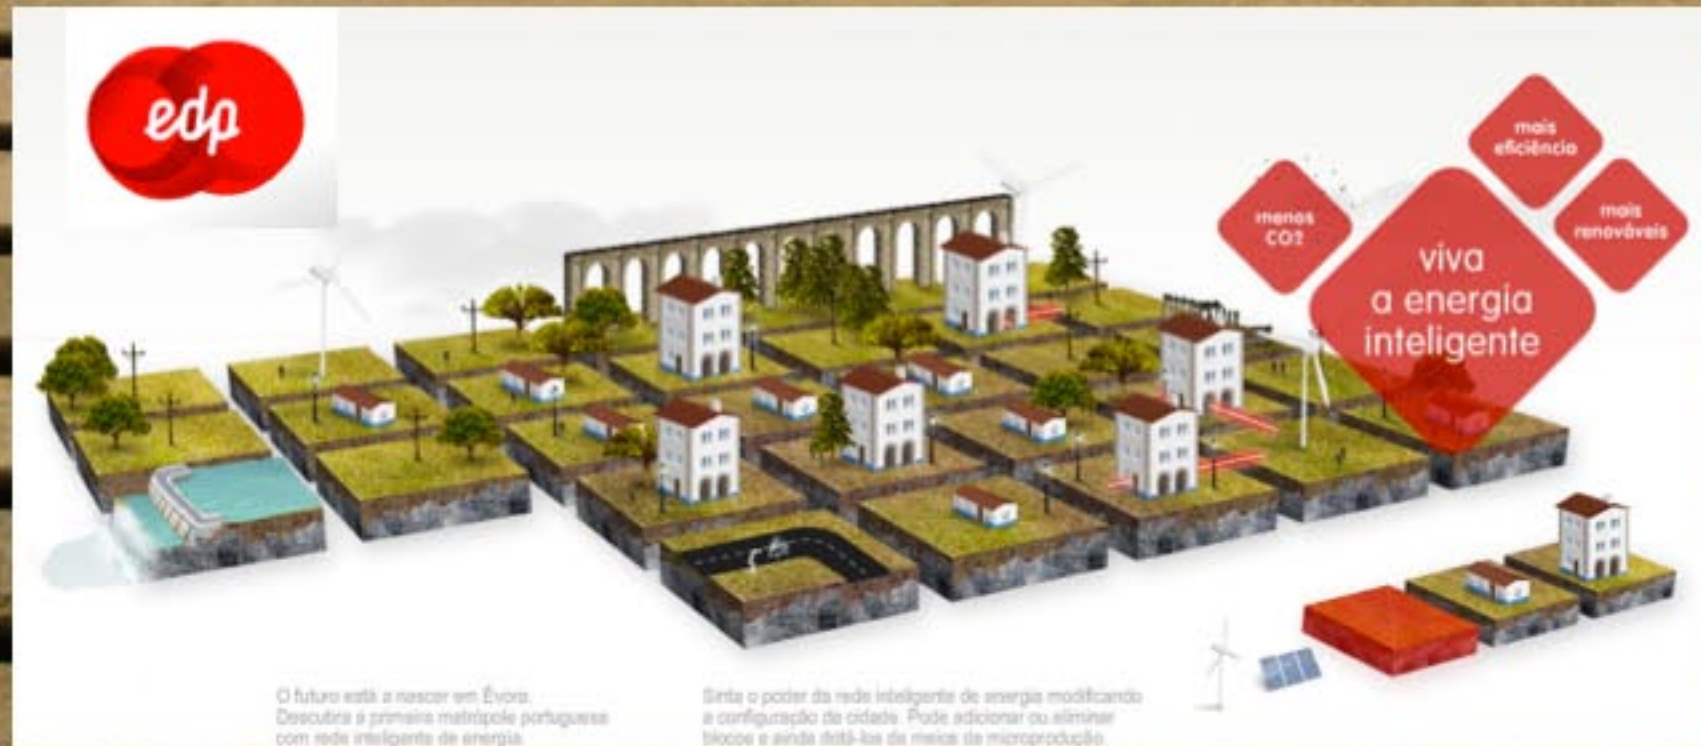 edp
mais
eficiência
menos
CO2
mais
renováveis
viva
a energia
inteligente
O futuro está a nascer em Évora.
Descubra a primeira metrópole portuguesa
com rede inteligente de energia.
Sinta o poder da rede inteligente de energia modificando
a configuração da cidade. Pode adicionar ou eliminar
blocos e ainda dotá-los de meios de microprodução.